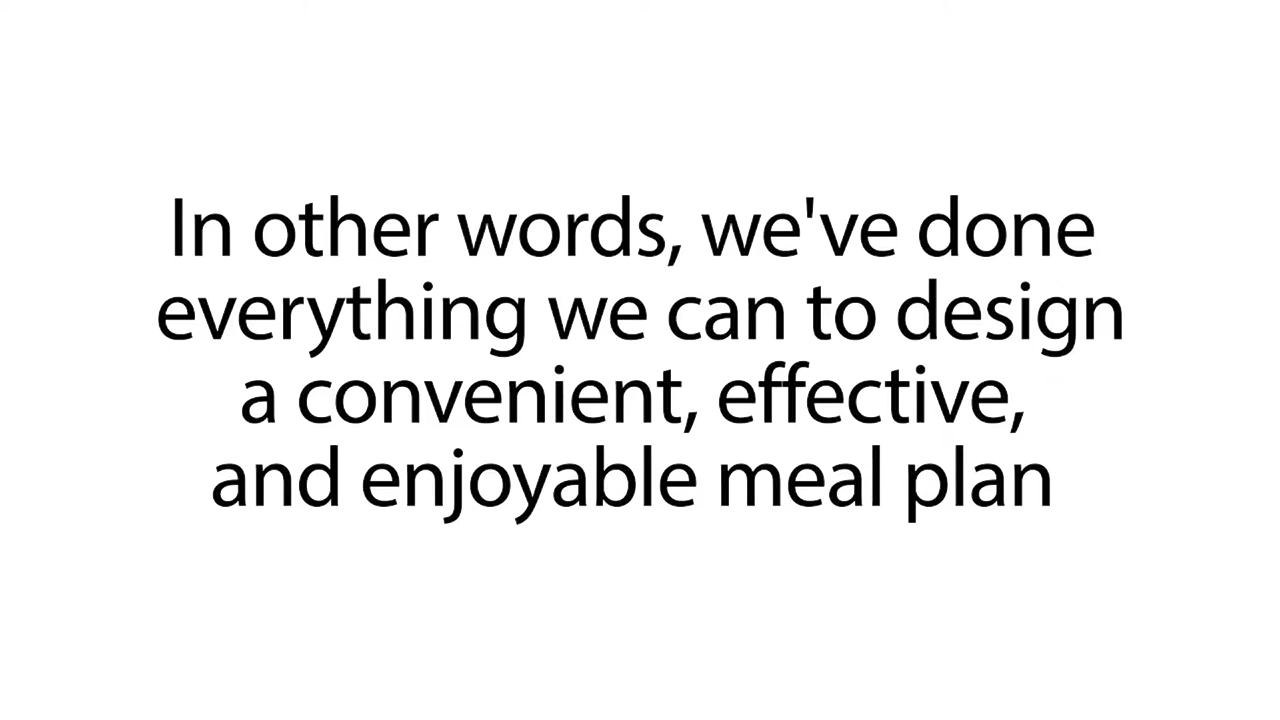 In other words, we've done
everything we can to design
a convenient, effective,
and enjoyable meal plan